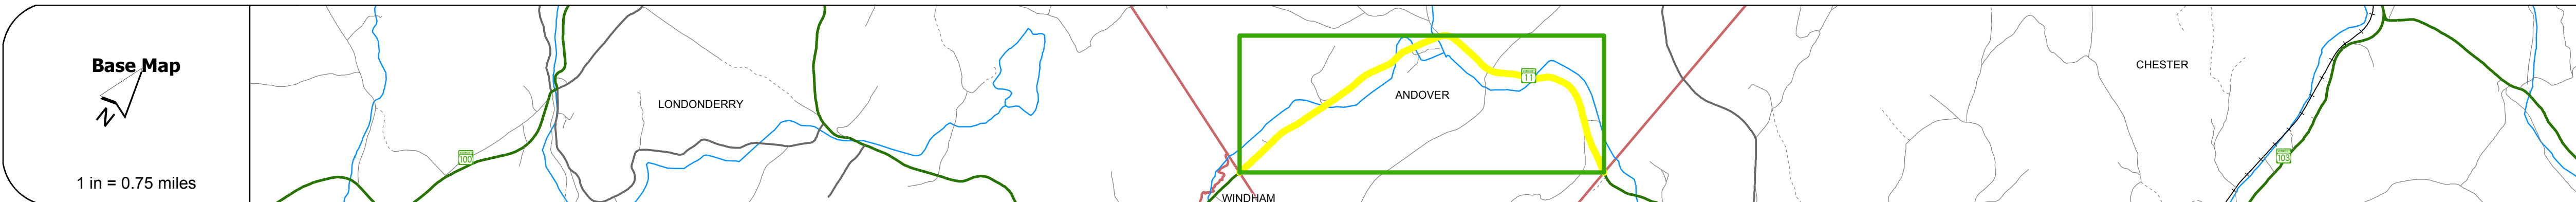 Base Map
N
1 in = 0.75 miles
LONDONDERRY
100
WINDHAM
ANDOVER
11
CHESTER
103